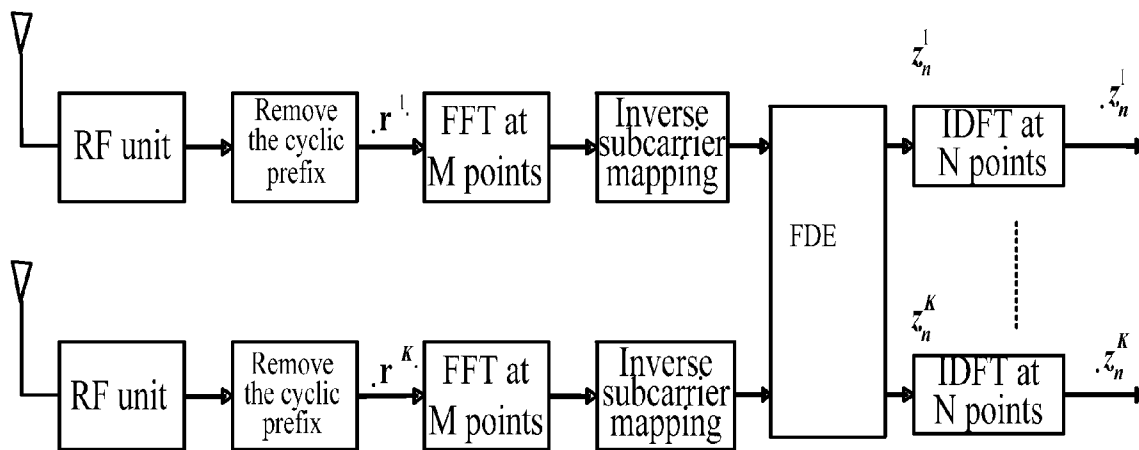 z_n^1
RF unit
Remove
the cyclic
prefix
.r^1.
FFT at
M points
Inverse
subcarrier
mapping
FDE
IDFT at
N points
.z_n^1
z_n^K
RF unit
Remove
the cyclic
prefix
.r^K.
FFT at
M points
Inverse
subcarrier
mapping
IDFT at
N points
.z_n^K